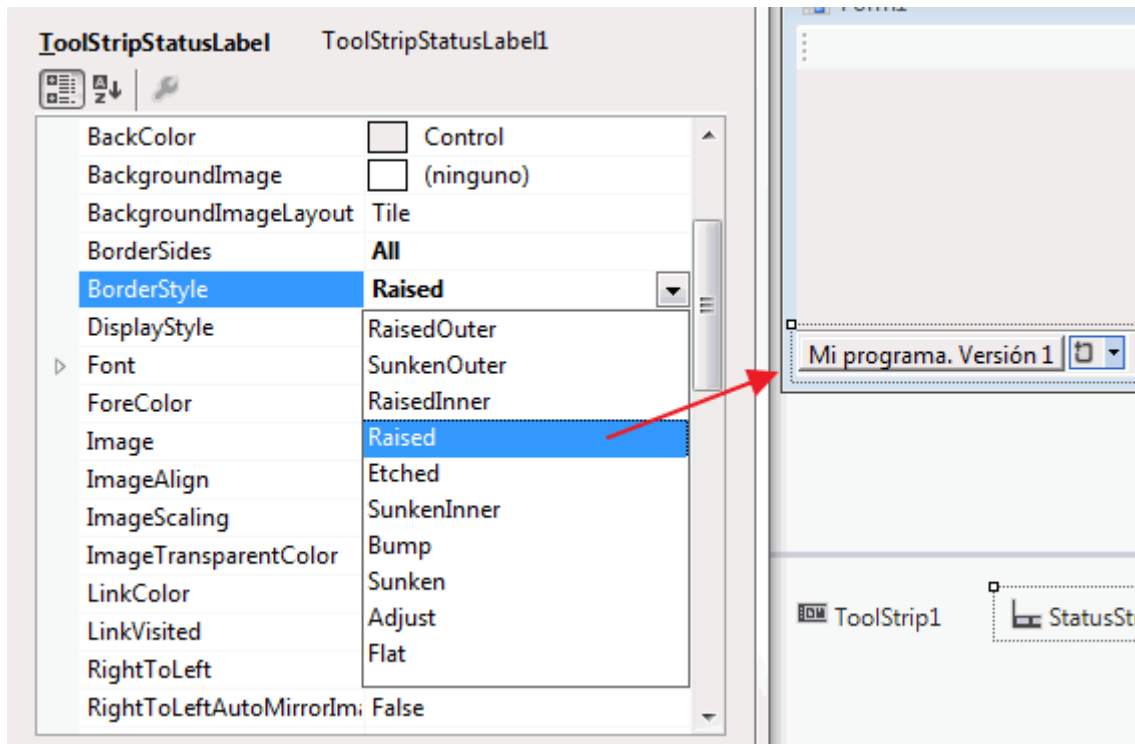 ToolStripStatusLabel ToolStripStatusLabel1
BackColor Control
BackgroundImage (ninguno)
BackgroundImageLayout Tile
BorderSides All
BorderStyle Raised
DisplayStyle
Font
ForeColor
Image
ImageAlign
ImageScaling
ImageTransparentColor
LinkColor
LinkVisited
RightToLeft
RightToLeftAutoMirrorIma False
RaisedOuter
SunkenOuter
RaisedInner
Raised
Etched
SunkenInner
Bump
Sunken
Adjust
Flat
Mi programa. Versión 1
ToolStrip1 StatusStr